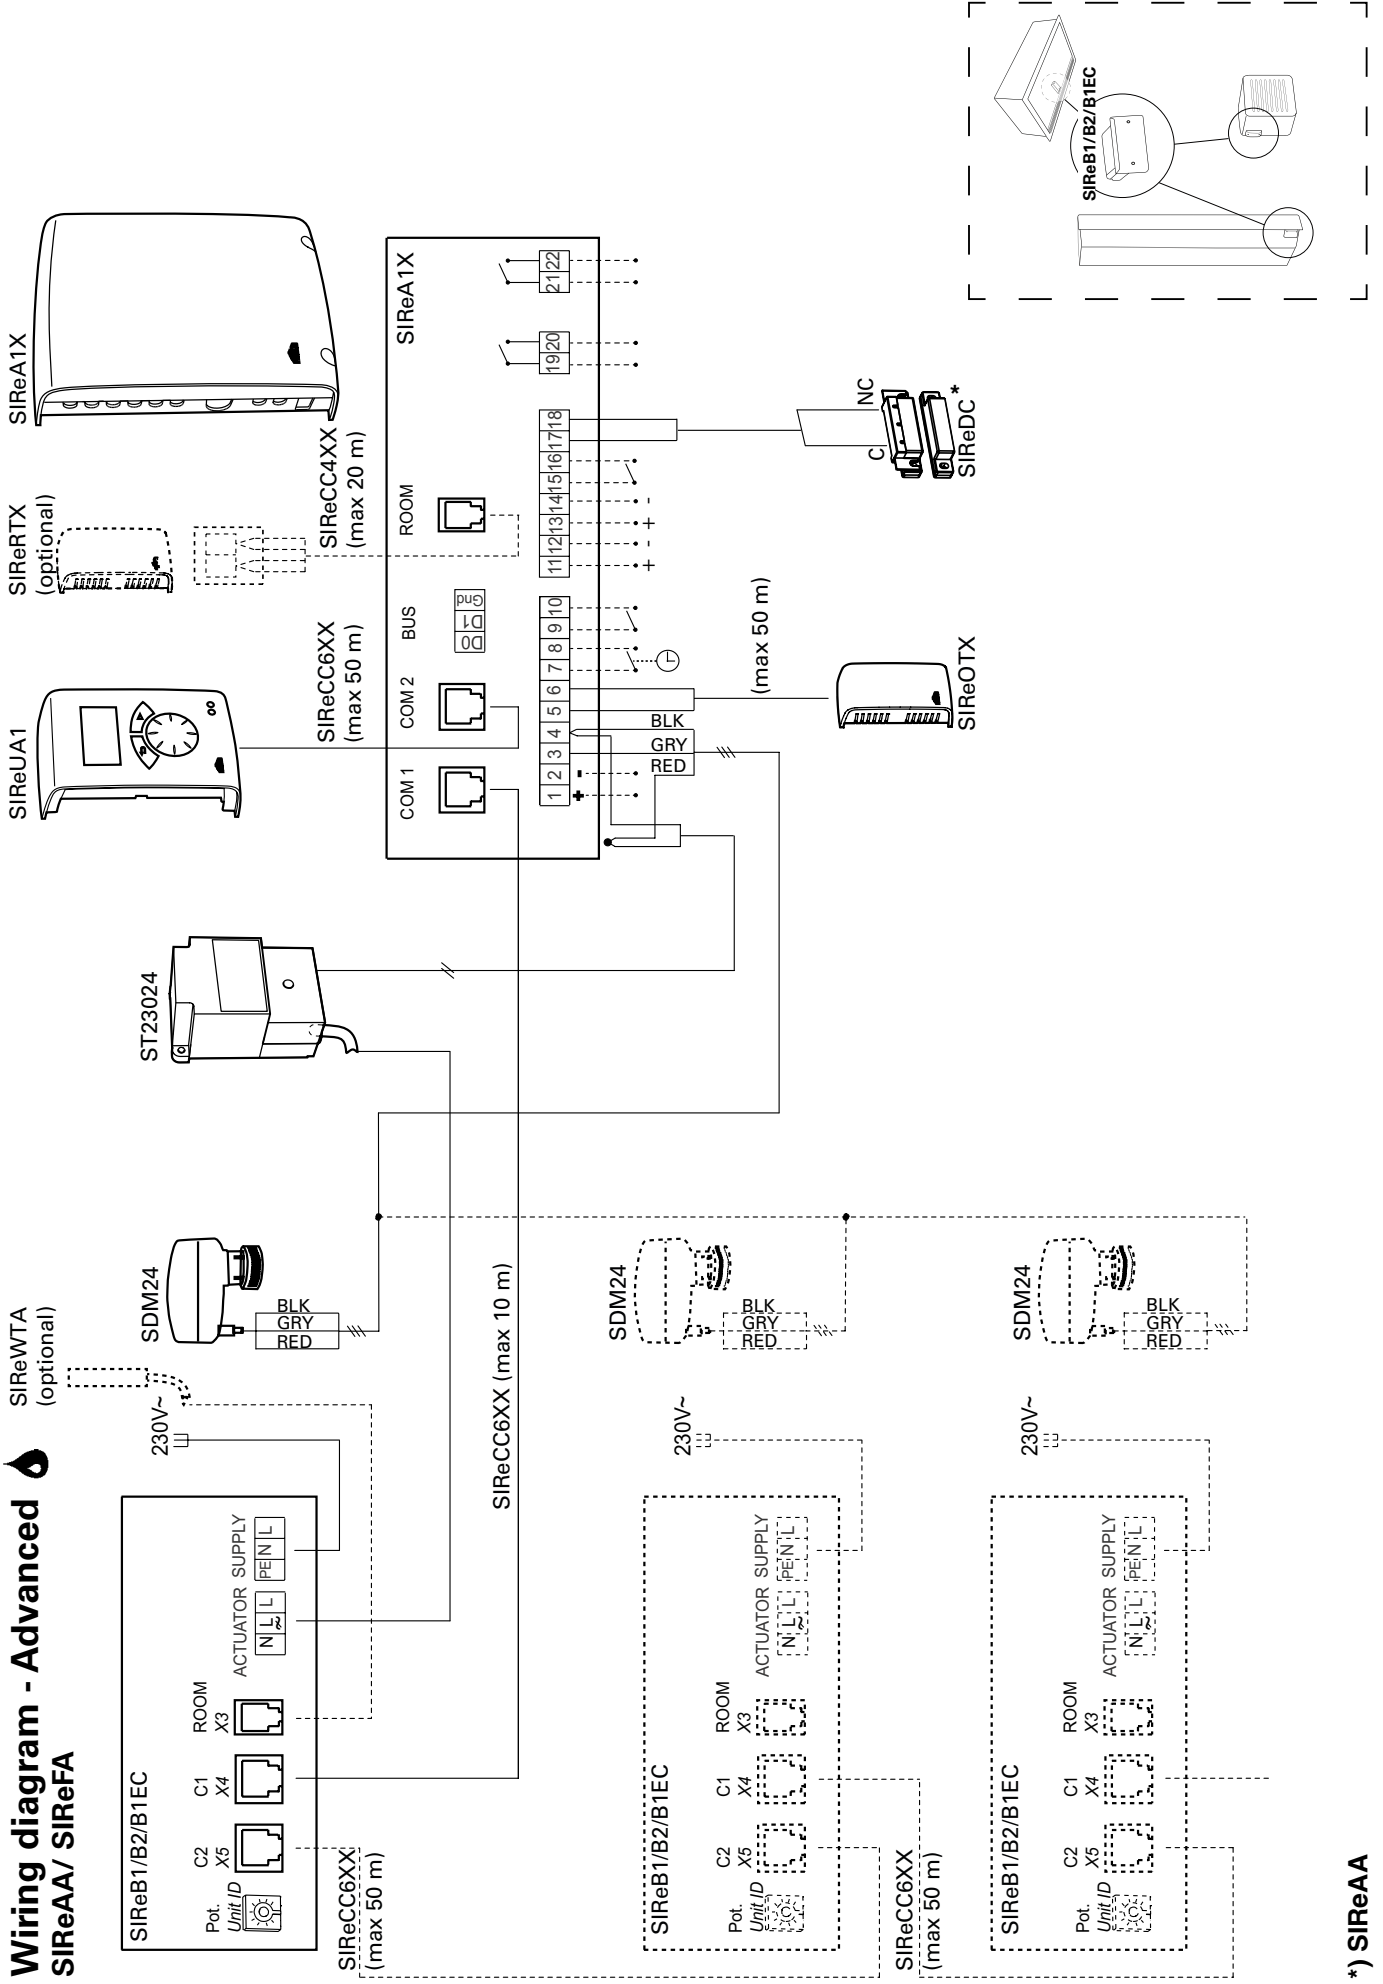 Wiring diagram - Advanced
SIReAA/ SIReFA
SIReWTA
(optional)
SIReUA1
SIReRTX
(optional)
SIReA1X
SIReB1/B2/B1EC
Pot.
Unit ID
C2
X5
C1
X4
ROOM
X3
ACTUATOR
N L L
SUPPLY
PE N L
230V~
SDM24
BLK
GRY
RED
ST23024
SIReCC6XX
(max 50 m)
SIReCC4XX
(max 20 m)
SIReA1X
COM 1
COM 2
BUS
D0 D1 Gnd
ROOM
1 2 3 4 5 6 7 8 9 10
11 12 13 14 15 16 17 18
19 20
21 22
+ -
+ - + -
BLK
GRY
RED
(max 50 m)
SIReOTX
C
NC
SIReDC
*
SIReCC6XX (max 10 m)
SIReCC6XX
(max 50 m)
SIReB1/B2/B1EC
Pot.
Unit ID
C2
X5
C1
X4
ROOM
X3
ACTUATOR
N L L
SUPPLY
PE N L
230V~
SDM24
BLK
GRY
RED
SIReCC6XX
(max 50 m)
SIReB1/B2/B1EC
Pot.
Unit ID
C2
X5
C1
X4
ROOM
X3
ACTUATOR
N L L
SUPPLY
PE N L
230V~
SDM24
BLK
GRY
RED
SIReB1/B2/B1EC
*) SIReAA